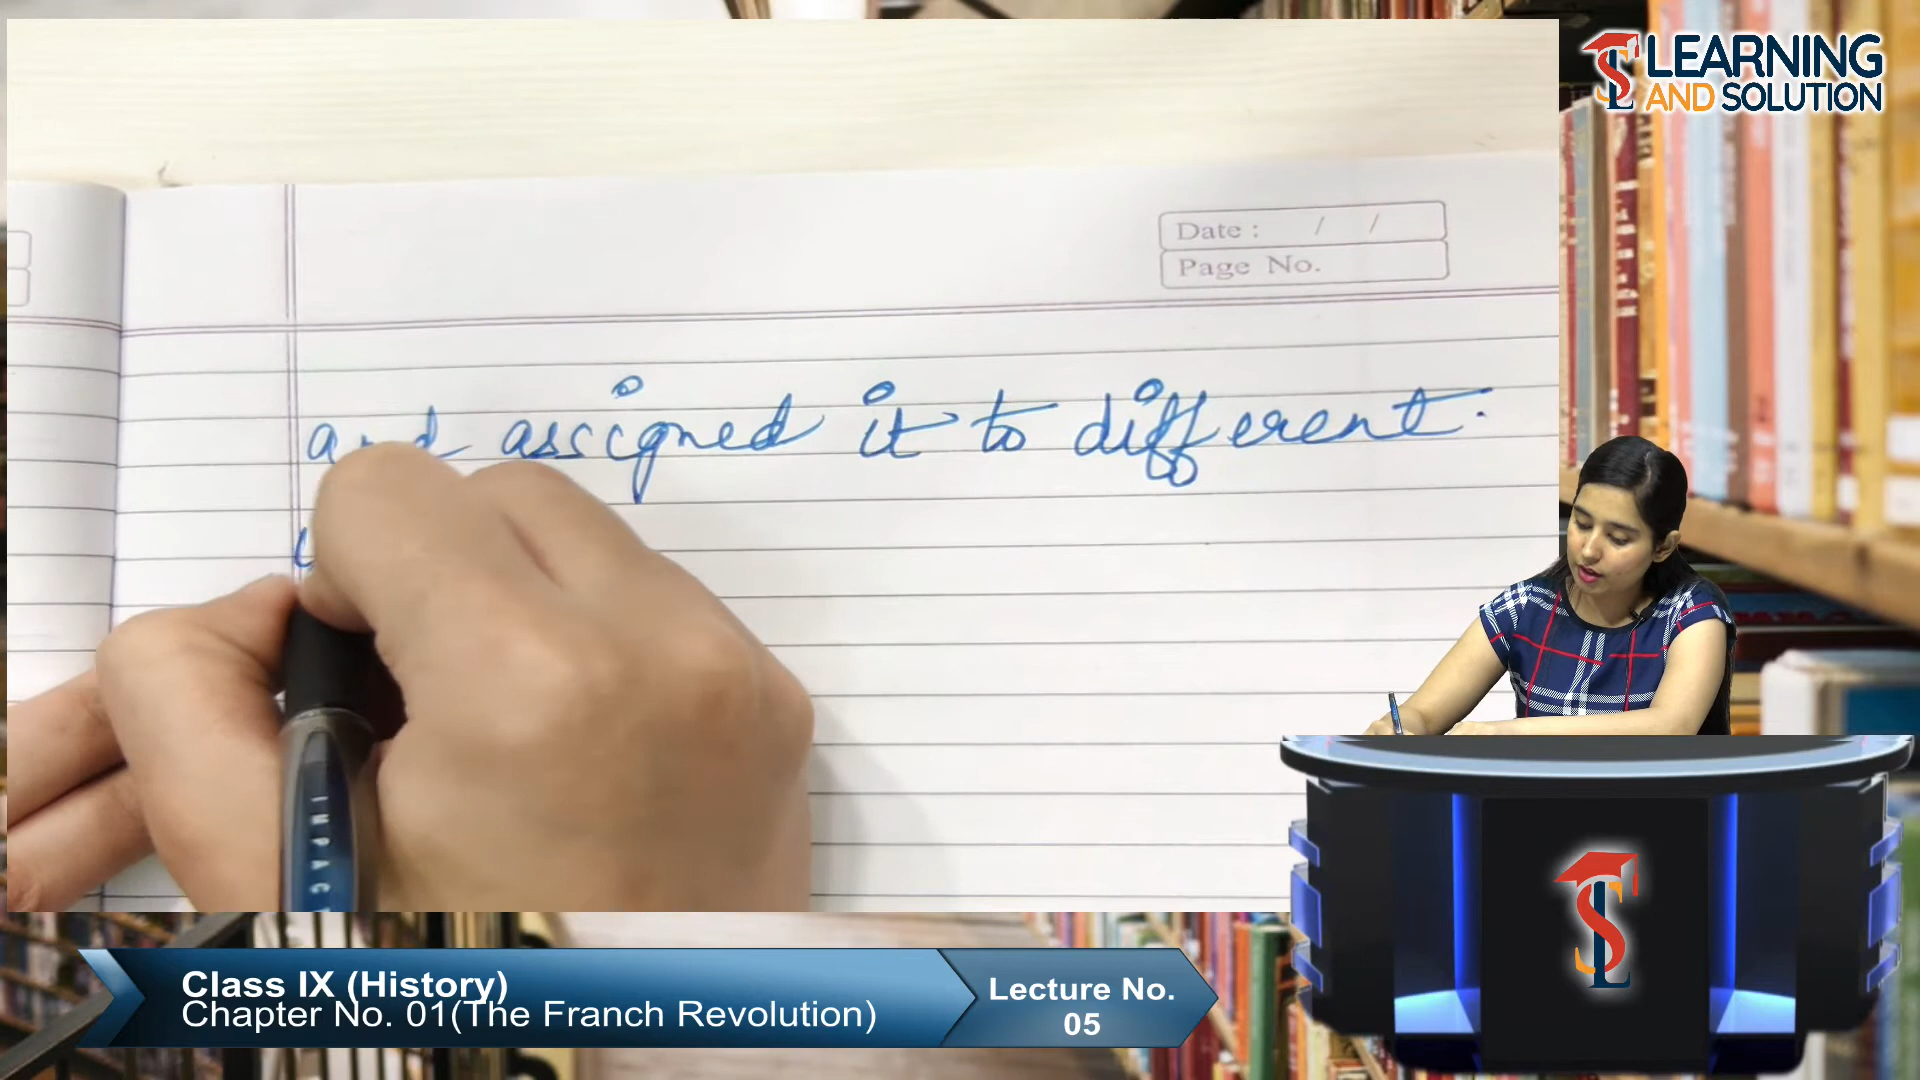 LEARNING
AND SOLUTION
Date : / /
Page No.
and assigned it to different.
IMPAC
Class IX (History)
Chapter No. 01(The Franch Revolution)
Lecture No.
05